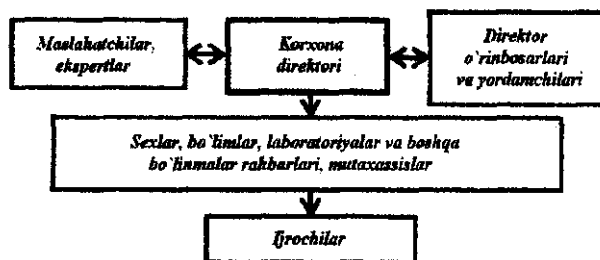 Maslahatchilar,
ekspertlar
Korxona
direktori
Direktor
o`rinbosarlari
va yordamchilari
Sexlar, bo`limlar, laboratoriyalar va boshqa
bo`linmalar rahbarlari, mutaxassislar
Ijrochilar